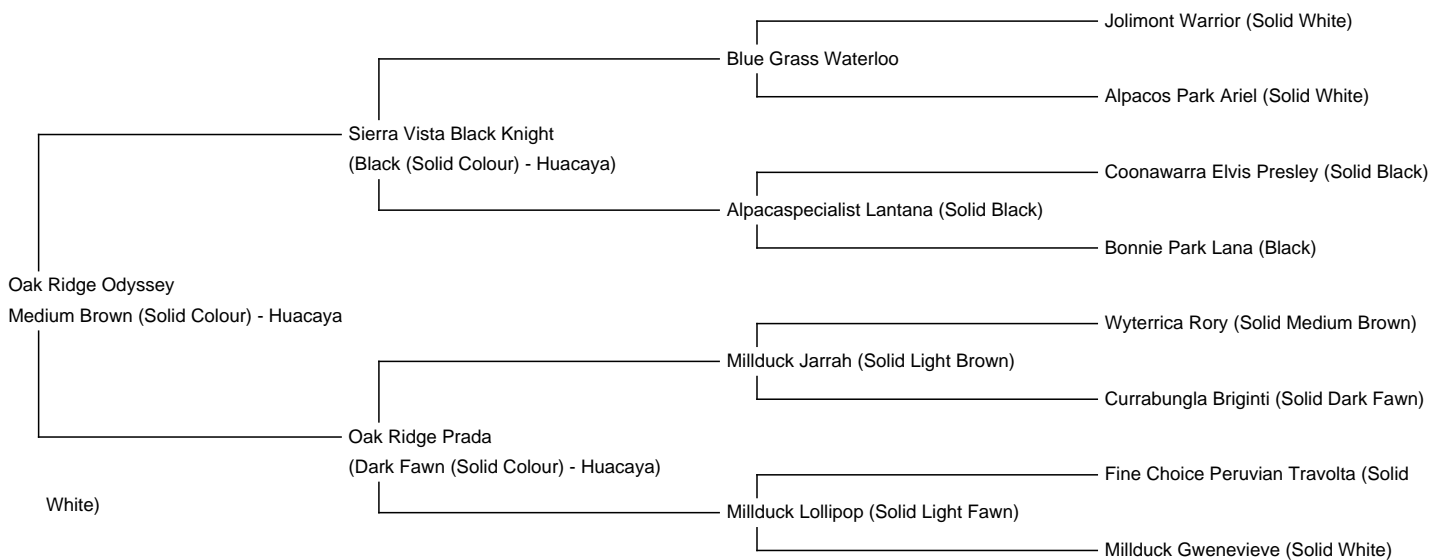 Jolimont Warrior (Solid White)
Blue Grass Waterloo
Alpacos Park Ariel (Solid White)
Sierra Vista Black Knight
(Black (Solid Colour) - Huacaya)
Coonawarra Elvis Presley (Solid Black)
Alpacaspecialist Lantana (Solid Black)
Bonnie Park Lana (Black)
Oak Ridge Odyssey
Medium Brown (Solid Colour) - Huacaya
Wyterrica Rory (Solid Medium Brown)
Millduck Jarrah (Solid Light Brown)
Currabungla Briginti (Solid Dark Fawn)
Oak Ridge Prada
(Dark Fawn (Solid Colour) - Huacaya)
Fine Choice Peruvian Travolta (Solid
White)
Millduck Lollipop (Solid Light Fawn)
Millduck Gwenevieve (Solid White)